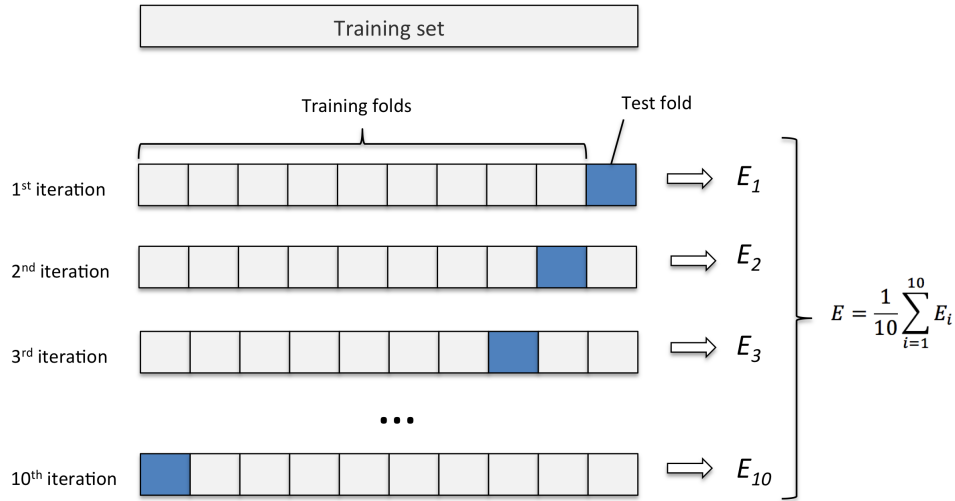 Training set
Training folds
Test fold
1st iteration
E1
2nd iteration
E2
3rd iteration
E3
E = 1/10 ∑ i=1 10 Ei
...
10th iteration
E10